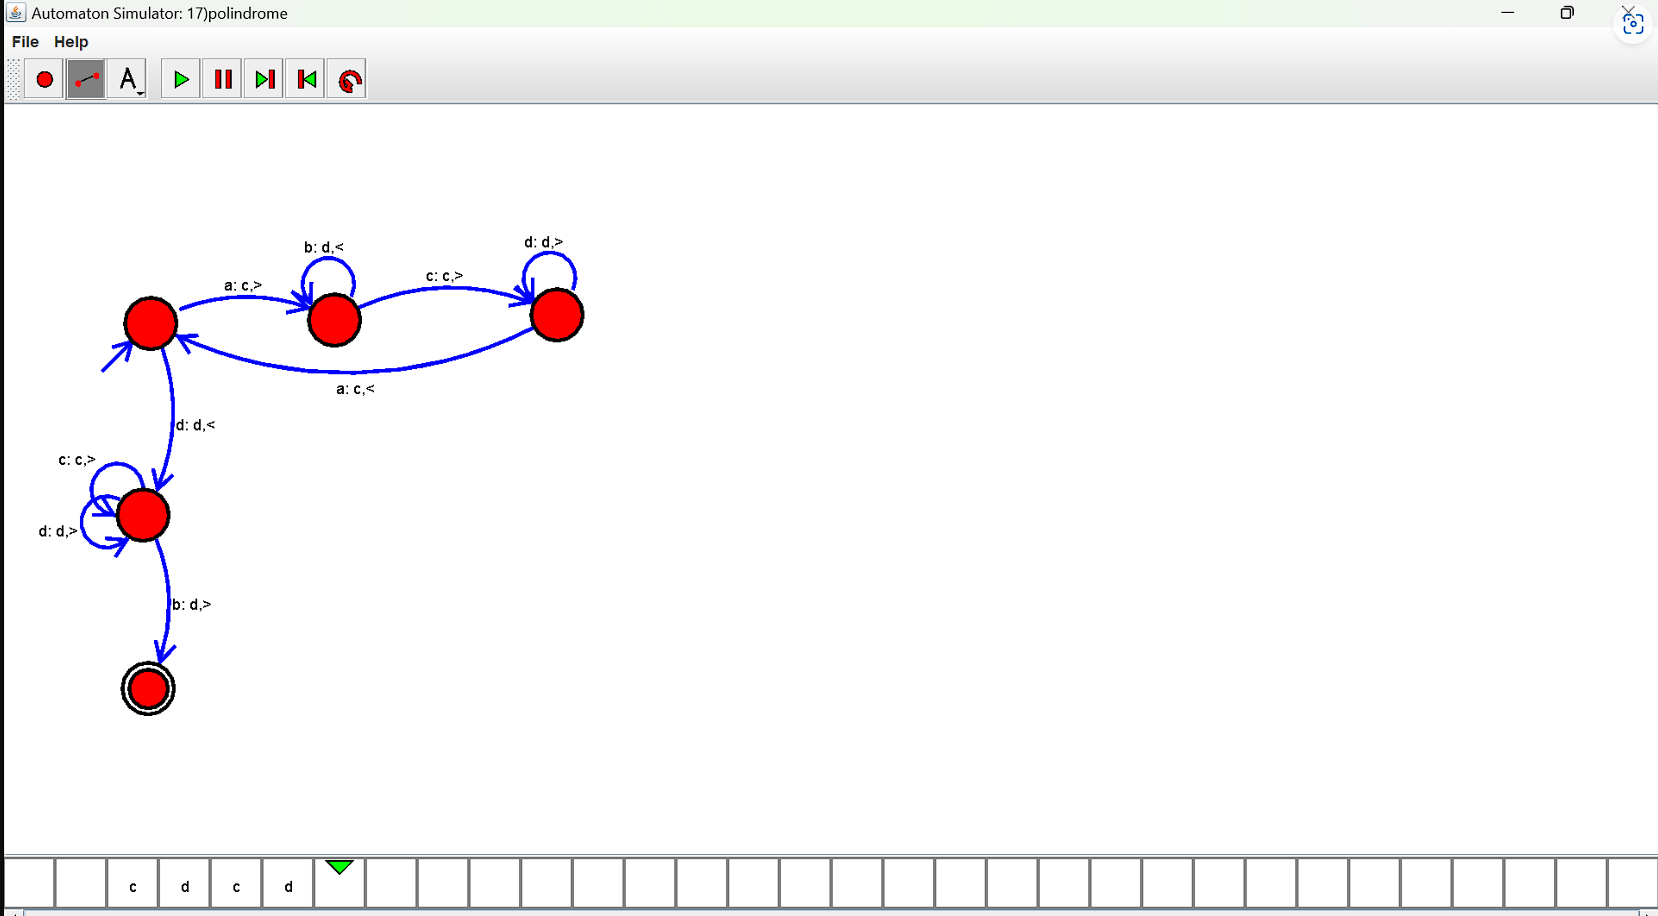 Automaton Simulator: 17)polindrome
File Help
A
b: d,<
d: d,>
a: c,>
c: c,>
a: c,<
d: d,<
c: c,>
d: d,>
b: d,>
c d c d